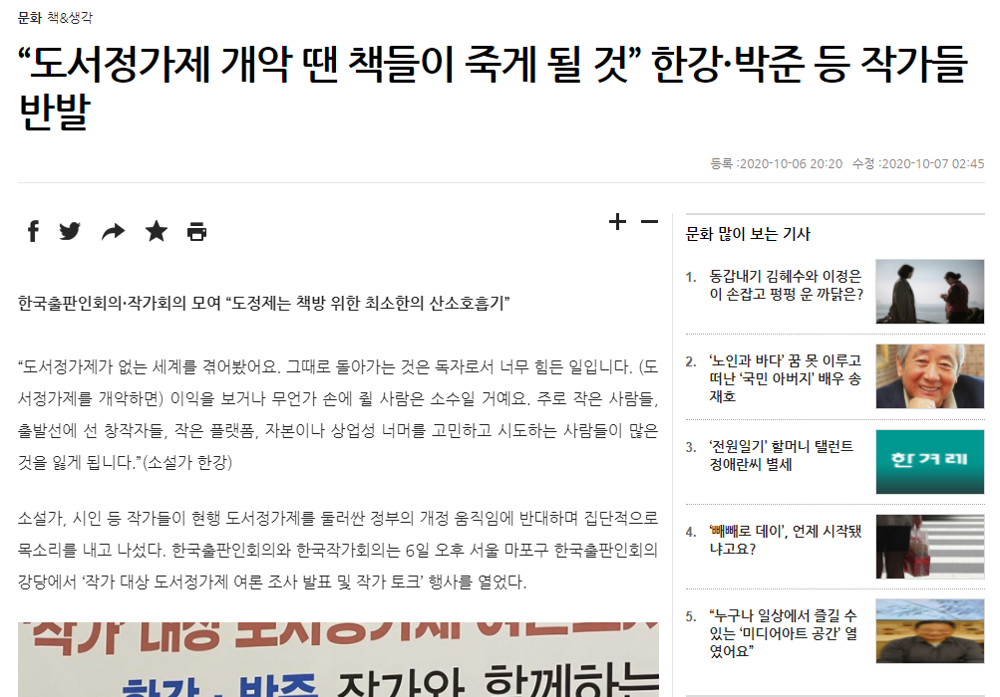 문화 책&생각
“도서정가제 개악 땐 책들이 죽게 될 것” 한강·박준 등 작가들
반발
등록 :2020-10-06 20:20 수정 :2020-10-07 02:45
한국출판인회의·작가회의 모여 “도정제는 책방 위한 최소한의 산소호흡기”
“도서정가제가 없는 세계를 겪어봤어요. 그때로 돌아가는 것은 독자로서 너무 힘든 일입니다. (도
서정가제를 개악하면) 이익을 보거나 무언가 손에 쥘 사람은 소수일 거예요. 주로 작은 사람들,
출발선에 선 창작자들, 작은 플랫폼, 자본이나 상업성 너머를 고민하고 시도하는 사람들이 많은
것을 잃게 됩니다.”(소설가 한강)
소설가, 시인 등 작가들이 현행 도서정가제를 둘러싼 정부의 개정 움직임에 반대하며 집단적으로
목소리를 내고 나섰다. 한국출판인회의와 한국작가회의는 6일 오후 서울 마포구 한국출판인회의
강당에서 ‘작가 대상 도서정가제 여론 조사 발표 및 작가 토크’ 행사를 열었다.
작가 대상 도서정가제 여론조사
한강·박준 작가와 함께하는
문화 많이 보는 기사
1. 동갑내기 김혜수와 이정은
이 손잡고 펑펑 운 까닭은?
2. ‘노인과 바다’ 꿈 못 이루고
떠난 ‘국민 아버지’ 배우 송
재호
3. ‘전원일기’ 할머니 탤런트
정애란씨 별세
한겨레
4. ‘빼빼로 데이’, 언제 시작됐
냐고요?
5. “누구나 일상에서 즐길 수
있는 ‘미디어아트 공간’ 열
었어요”